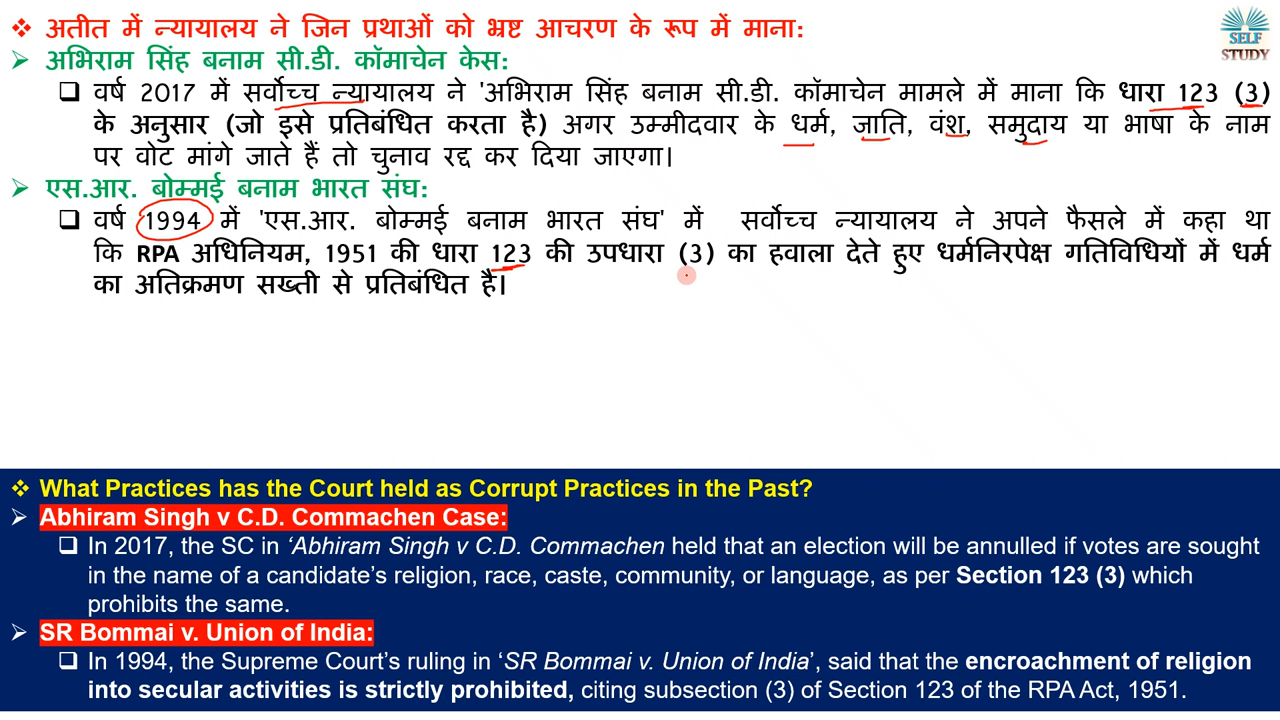 ❖ अतीत में न्यायालय ने जिन प्रथाओं को भ्रष्ट आचरण के रूप में माना:
SELF
STUDY
➢ अभिराम सिंह बनाम सी.डी. कॉमाचेन केस:
❑ वर्ष 2017 में सर्वोच्च न्यायालय ने 'अभिराम सिंह बनाम सी.डी. कॉमाचेन मामले में माना कि धारा 123 (3)
के अनुसार (जो इसे प्रतिबंधित करता है) अगर उम्मीदवार के धर्म, जाति, वंश, समुदाय या भाषा के नाम
पर वोट मांगे जाते हैं तो चुनाव रद्द कर दिया जाएगा।
➢ एस.आर. बोम्मई बनाम भारत संघ:
❑ वर्ष 1994 में 'एस.आर. बोम्मई बनाम भारत संघ' में सर्वोच्च न्यायालय ने अपने फैसले में कहा था
कि RPA अधिनियम, 1951 की धारा 123 की उपधारा (3) का हवाला देते हुए धर्मनिरपेक्ष गतिविधियों में धर्म
का अतिक्रमण सख्ती से प्रतिबंधित है।
❖ What Practices has the Court held as Corrupt Practices in the Past?
➢ Abhiram Singh v C.D. Commachen Case:
❑ In 2017, the SC in ‘Abhiram Singh v C.D. Commachen held that an election will be annulled if votes are sought
in the name of a candidate’s religion, race, caste, community, or language, as per Section 123 (3) which
prohibits the same.
➢ SR Bommai v. Union of India:
❑ In 1994, the Supreme Court’s ruling in ‘SR Bommai v. Union of India’, said that the encroachment of religion
into secular activities is strictly prohibited, citing subsection (3) of Section 123 of the RPA Act, 1951.